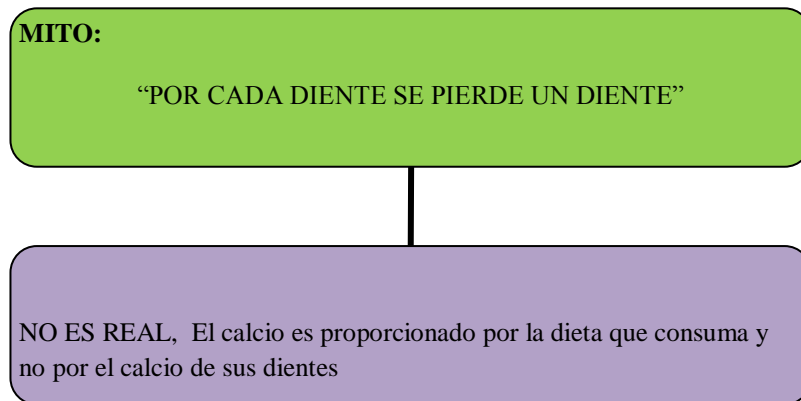 MITO:
“POR CADA DIENTE SE PIERDE UN DIENTE”
NO ES REAL, El calcio es proporcionado por la dieta que consuma y
no por el calcio de sus dientes